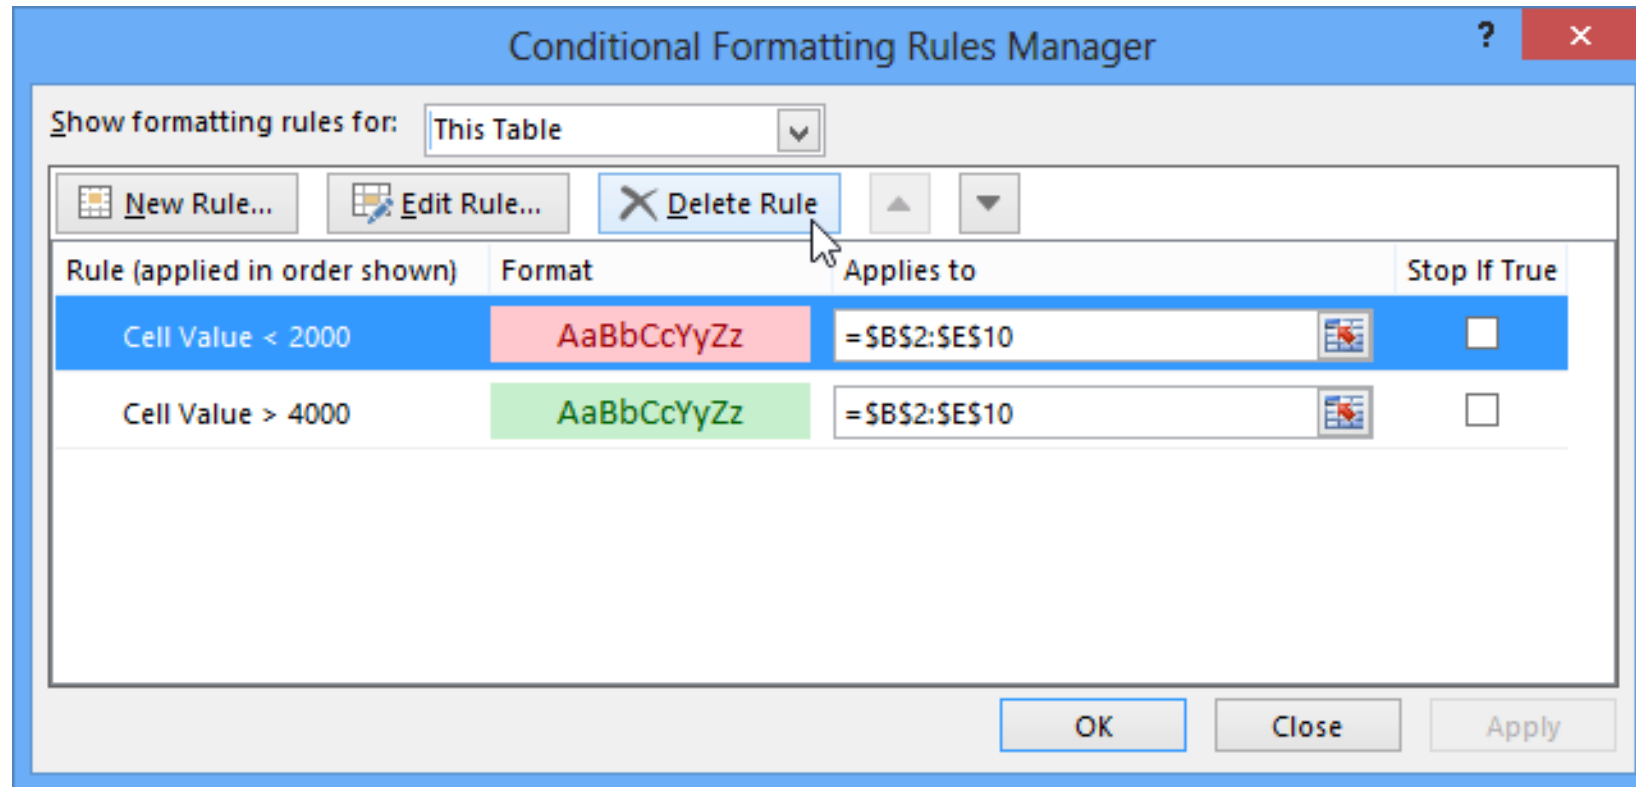 Conditional Formatting Rules Manager ?
Show formatting rules for: This Table
New Rule... Edit Rule... Delete Rule
Rule (applied in order shown) Format Applies to Stop If True
Cell Value < 2000 AaBbCcYyZz =$B$2:$E$10
Cell Value > 4000 AaBbCcYyZz =$B$2:$E$10
OK Close Apply